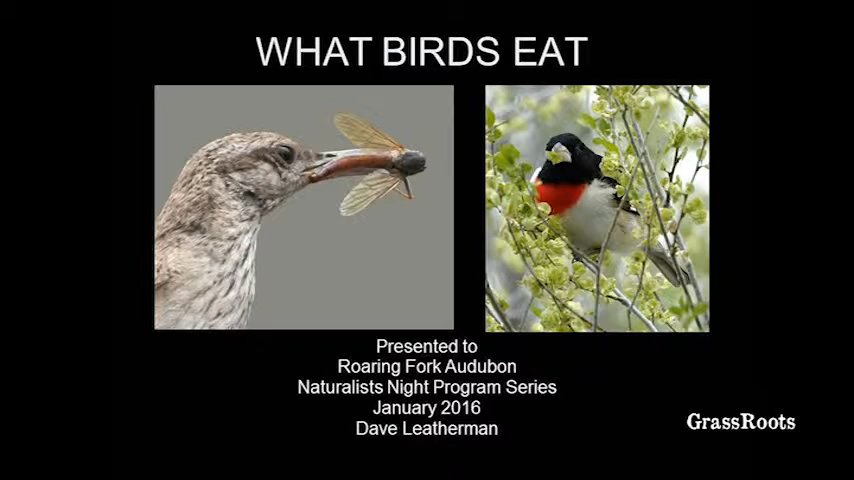 WHAT BIRDS EAT
Presented to
Roaring Fork Audubon
Naturalists Night Program Series
January 2016
Dave Leatherman
GrassRoots